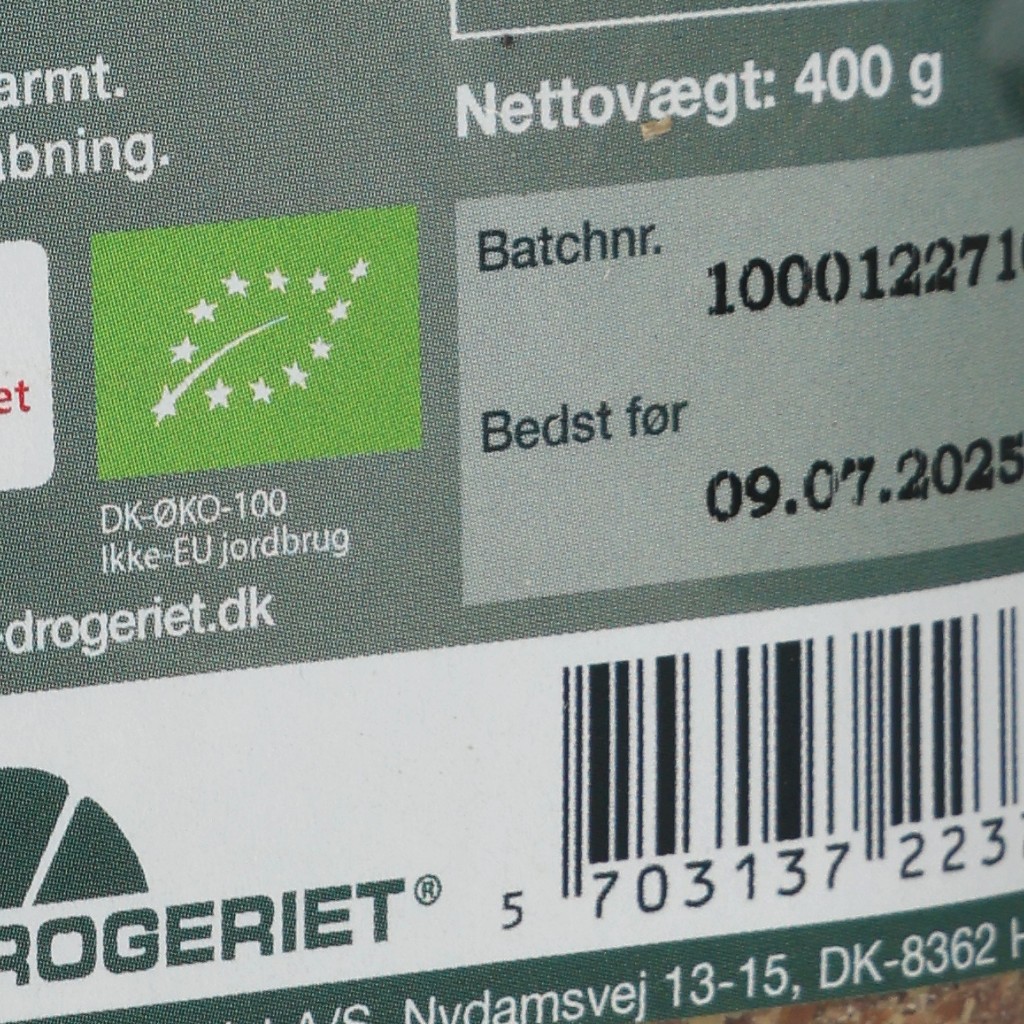 armt.
Nettovægt: 400 g
bning.
Batchnr.
100012271
et
Bedst før
09.07.2025
DK-ØKO-100
Ikke-EU jordbrug
-drogeriet.dk
ROGERIET®
5 703137 223
A/S, Nydamsvej 13-15, DK-8362 H